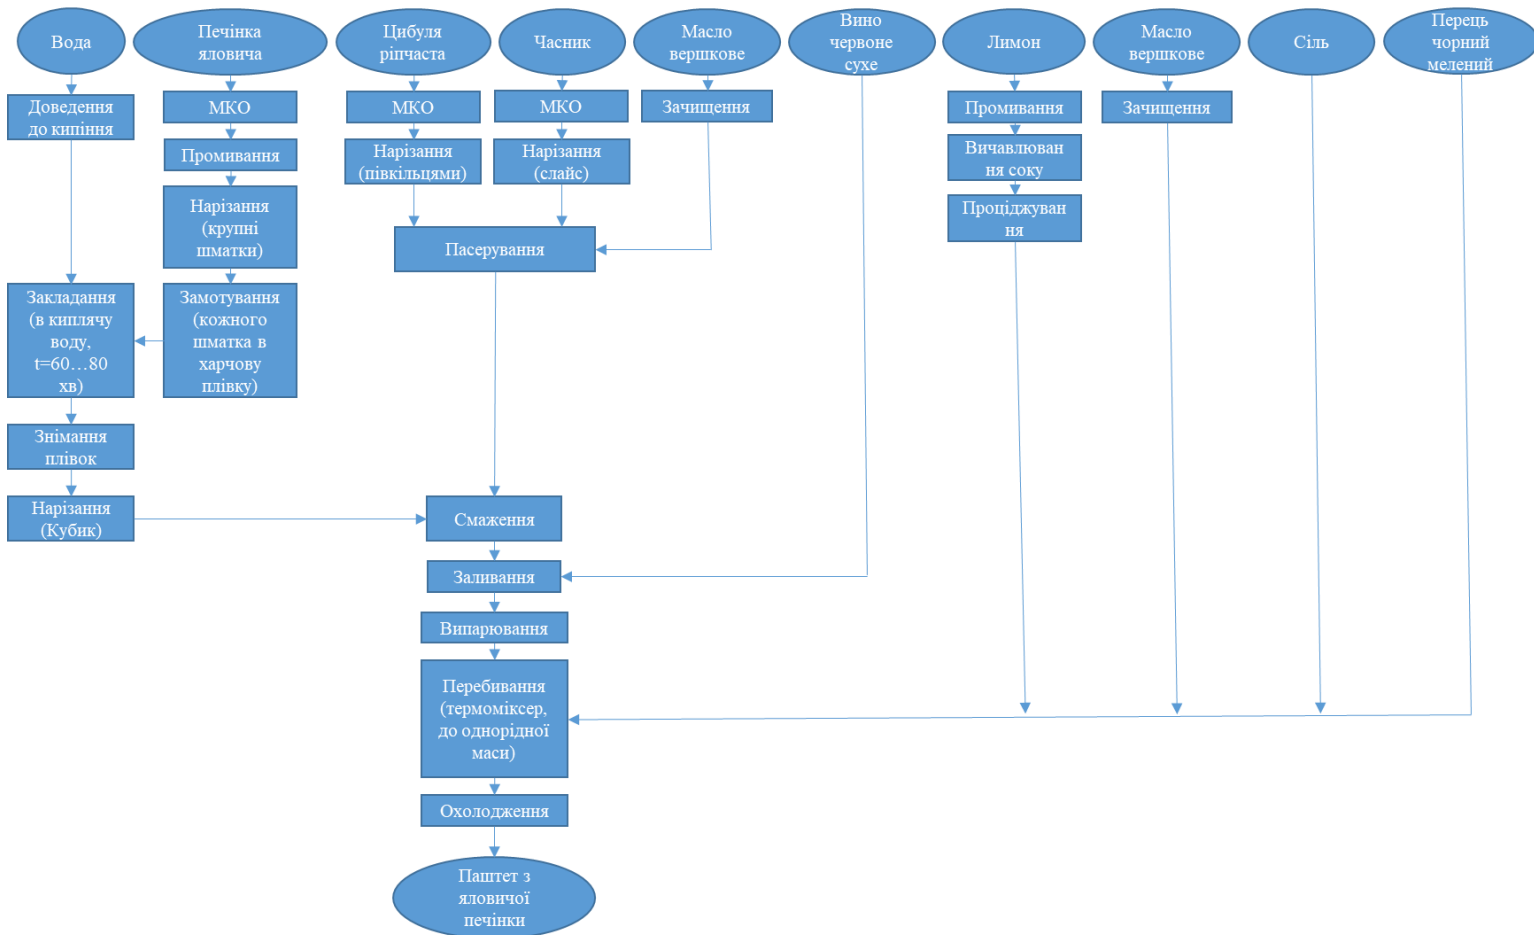 Вода
Печінка
яловича
Цибуля
ріпчаста
Часник
Масло
вершкове
Вино
червоне
сухе
Лимон
Масло
вершкове
Сіль
Перець
чорний
мелений
Доведення
до кипіння
МКО
МКО
МКО
Зачищення
Промивання
Зачищення
Промивання
Нарізання
(півкільцями)
Нарізання
(слайс)
Вичавлюван
ня соку
Нарізання
(крупні
шматки)
Проціджуван
ня
Пасерування
Закладання
(в киплячу
воду,
t=60…80
хв)
Замотування
(кожного
шматка в
харчову
плівку)
Знімання
плівок
Нарізання
(Кубик)
Смаження
Заливання
Випарювання
Перебивання
(термоміксер,
до однорідної
маси)
Охолодження
Паштет з
яловичої
печінки